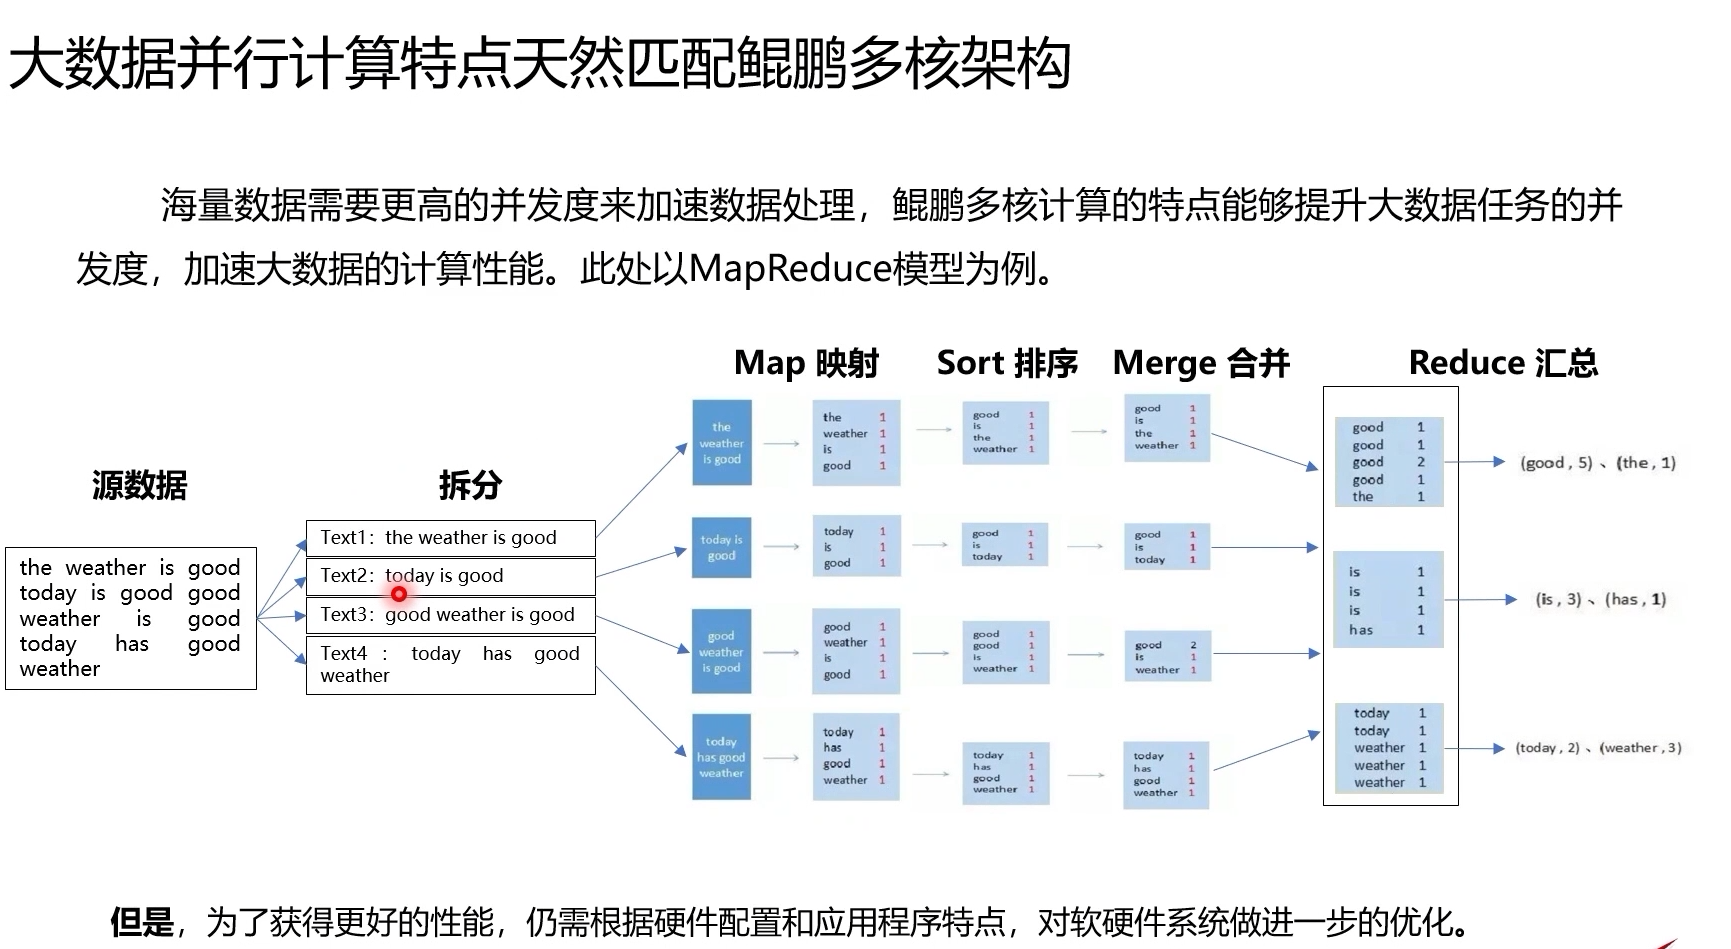 大数据并行计算特点天然匹配鲲鹏多核架构
海量数据需要更高的并发度来加速数据处理，鲲鹏多核计算的特点能够提升大数据任务的并
发度，加速大数据的计算性能。此处以MapReduce模型为例。
Map 映射
Sort 排序
Merge 合并
Reduce 汇总
源数据
拆分
the weather is good
today is good good
weather is good
today has good
weather
Text1：the weather is good
Text2：today is good
Text3：good weather is good
Text4：today has good
weather
the
weather
is good
the 1
weather 1
is 1
good 1
good 1
is 1
the 1
weather 1
good 1
is 1
the 1
weather 1
today is
good
today 1
is 1
good 1
good 1
is 1
today 1
good 1
is 1
today 1
good
weather
is good
good 1
weather 1
is 1
good 1
good 1
good 1
is 1
weather 1
good 2
is 1
weather 1
today
has good
weather
today 1
has 1
good 1
weather 1
today 1
has 1
good 1
weather 1
today 1
has 1
good 1
weather 1
good 1
good 1
good 2
good 1
the 1
(good , 5) 、(the , 1)
is 1
is 1
is 1
has 1
(is , 3) 、(has , 1)
today 1
today 1
weather 1
weather 1
weather 1
(today , 2) 、(weather , 3)
但是，为了获得更好的性能，仍需根据硬件配置和应用程序特点，对软硬件系统做进一步的优化。